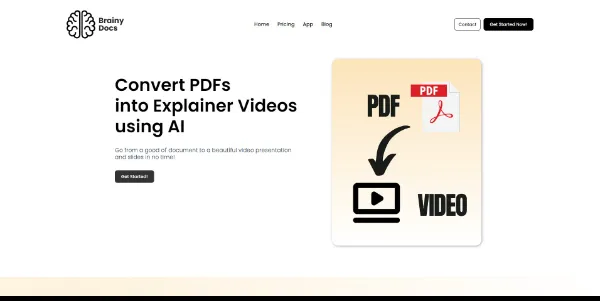 Brainy
Docs
Home Pricing App Blog
Contact Get Started Now!
Convert PDFs
into Explainer Videos
using AI
Go from a good ol document to a beautiful video presentation
and slides in no time!
Get Started!
PDF
PDF
VIDEO